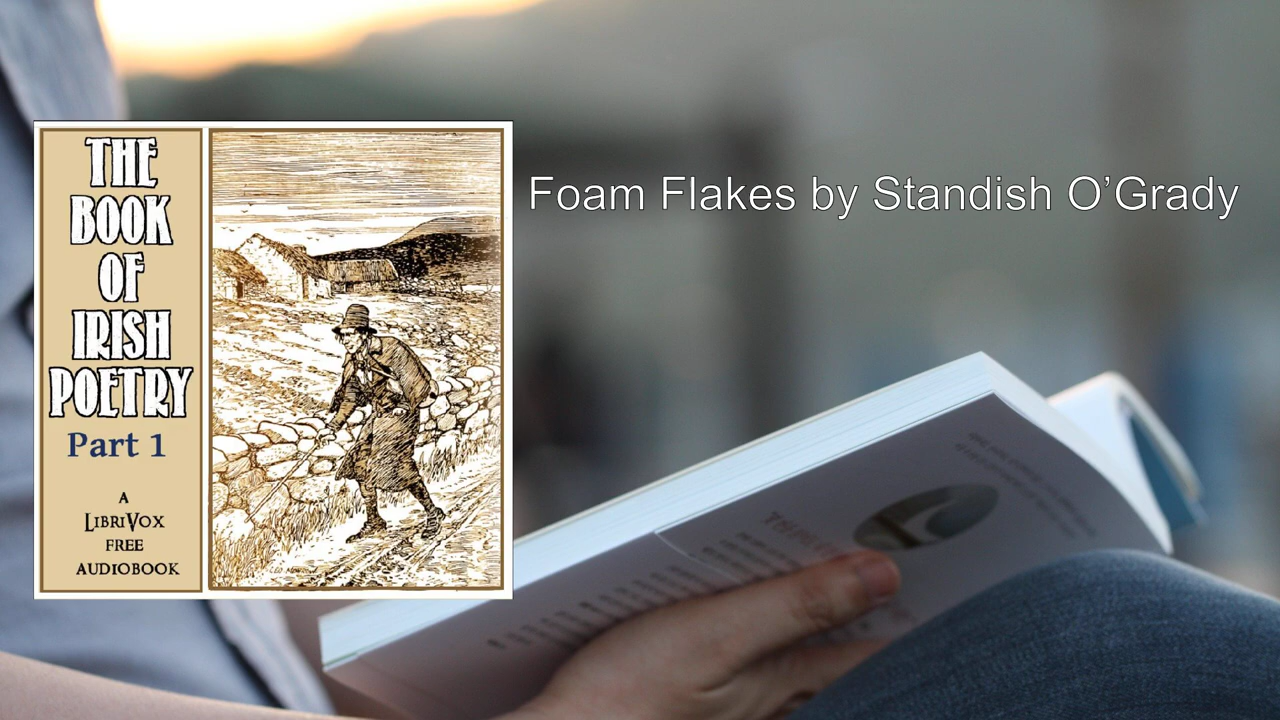 THE
BOOK
OF
IRISH
POETRY
Part 1
A
LIBRIVOX
FREE
AUDIOBOOK
Foam Flakes by Standish O’Grady